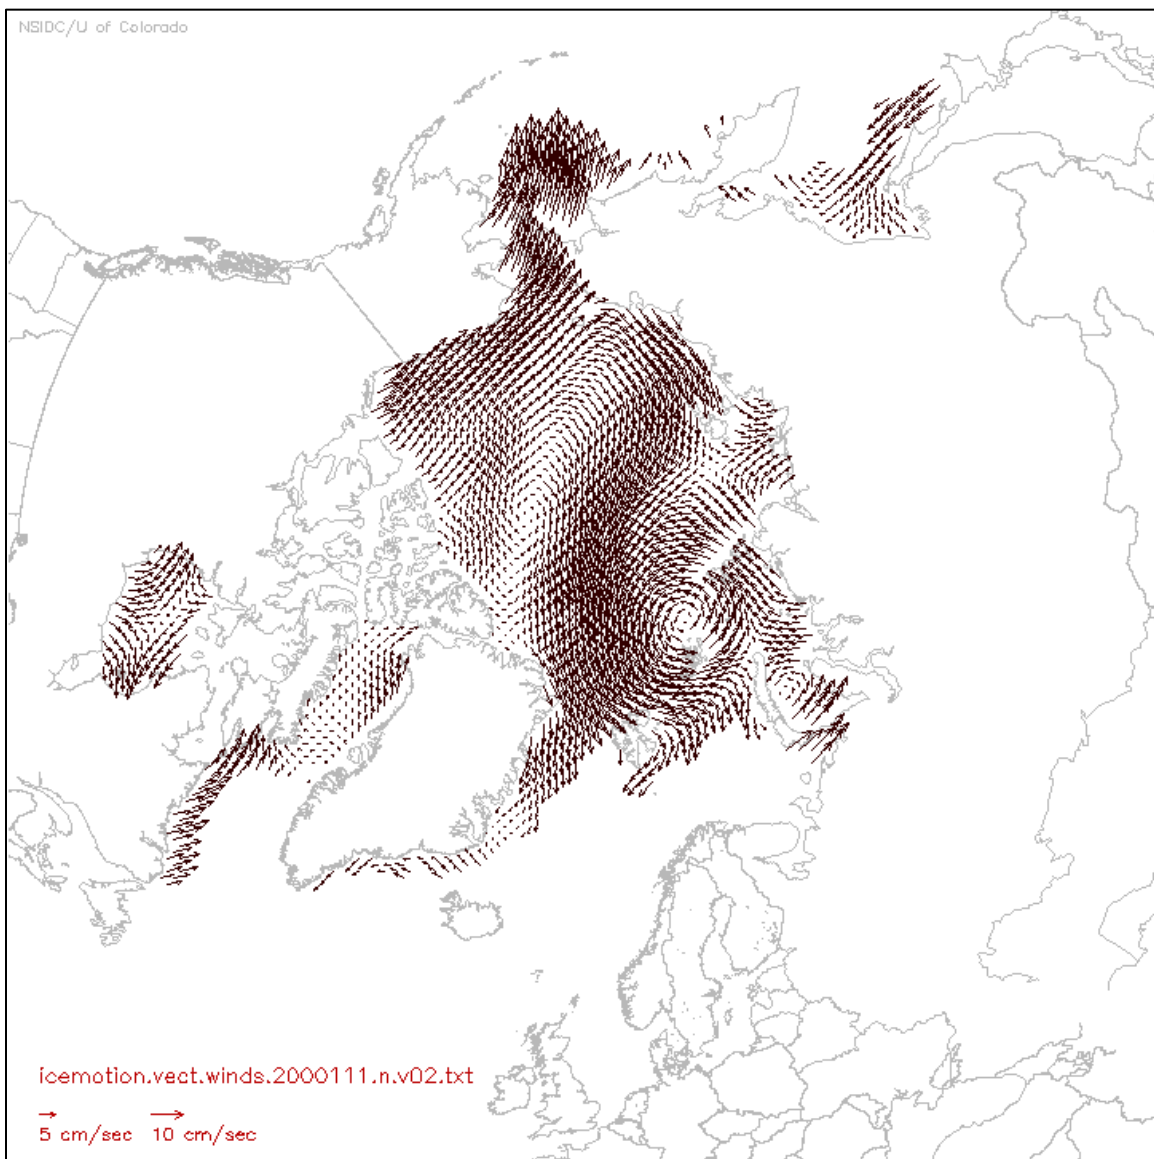 NSIDC/U of Colorado
icemotion.vect.winds.2000111.n.v02.txt
5 cm/sec 10 cm/sec